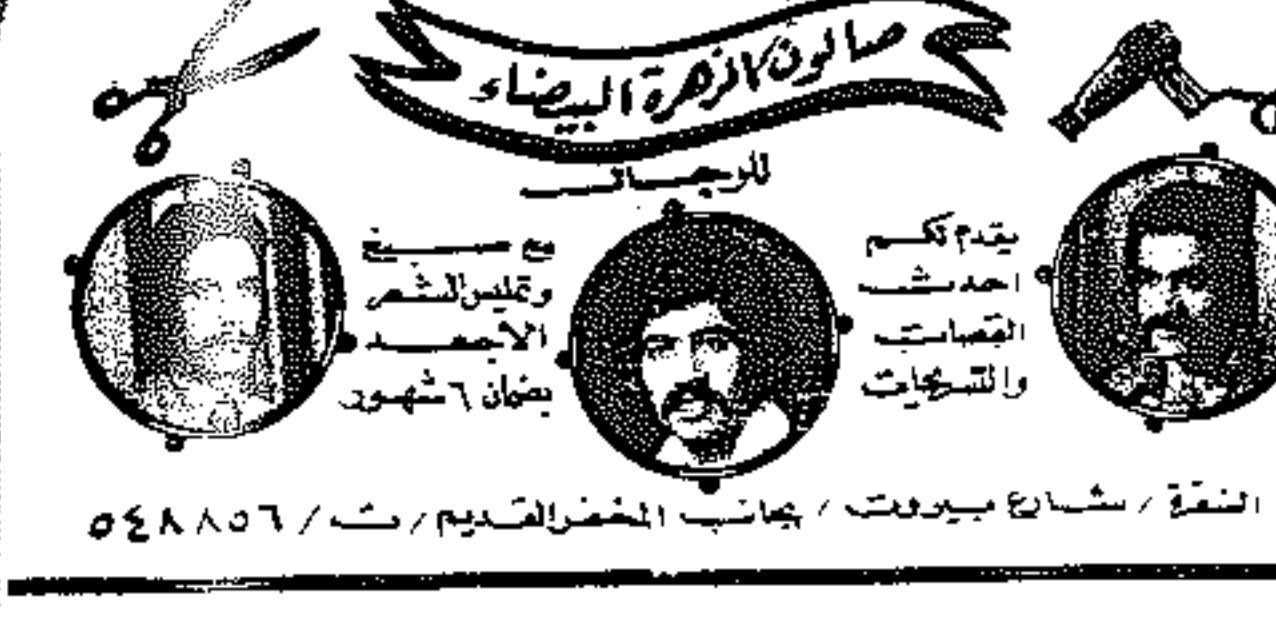 صالون الزهرة البيضاء
للرجال
يقدم لكم
احدث
القصات
والتسريحات
مع صبغ
وتمليس الشعر
الأجعد
بضمان ٦ شهور
النقرة / شارع بيروت / بجانب المخفر القديم / ت / ٥٤٨٨٥٦